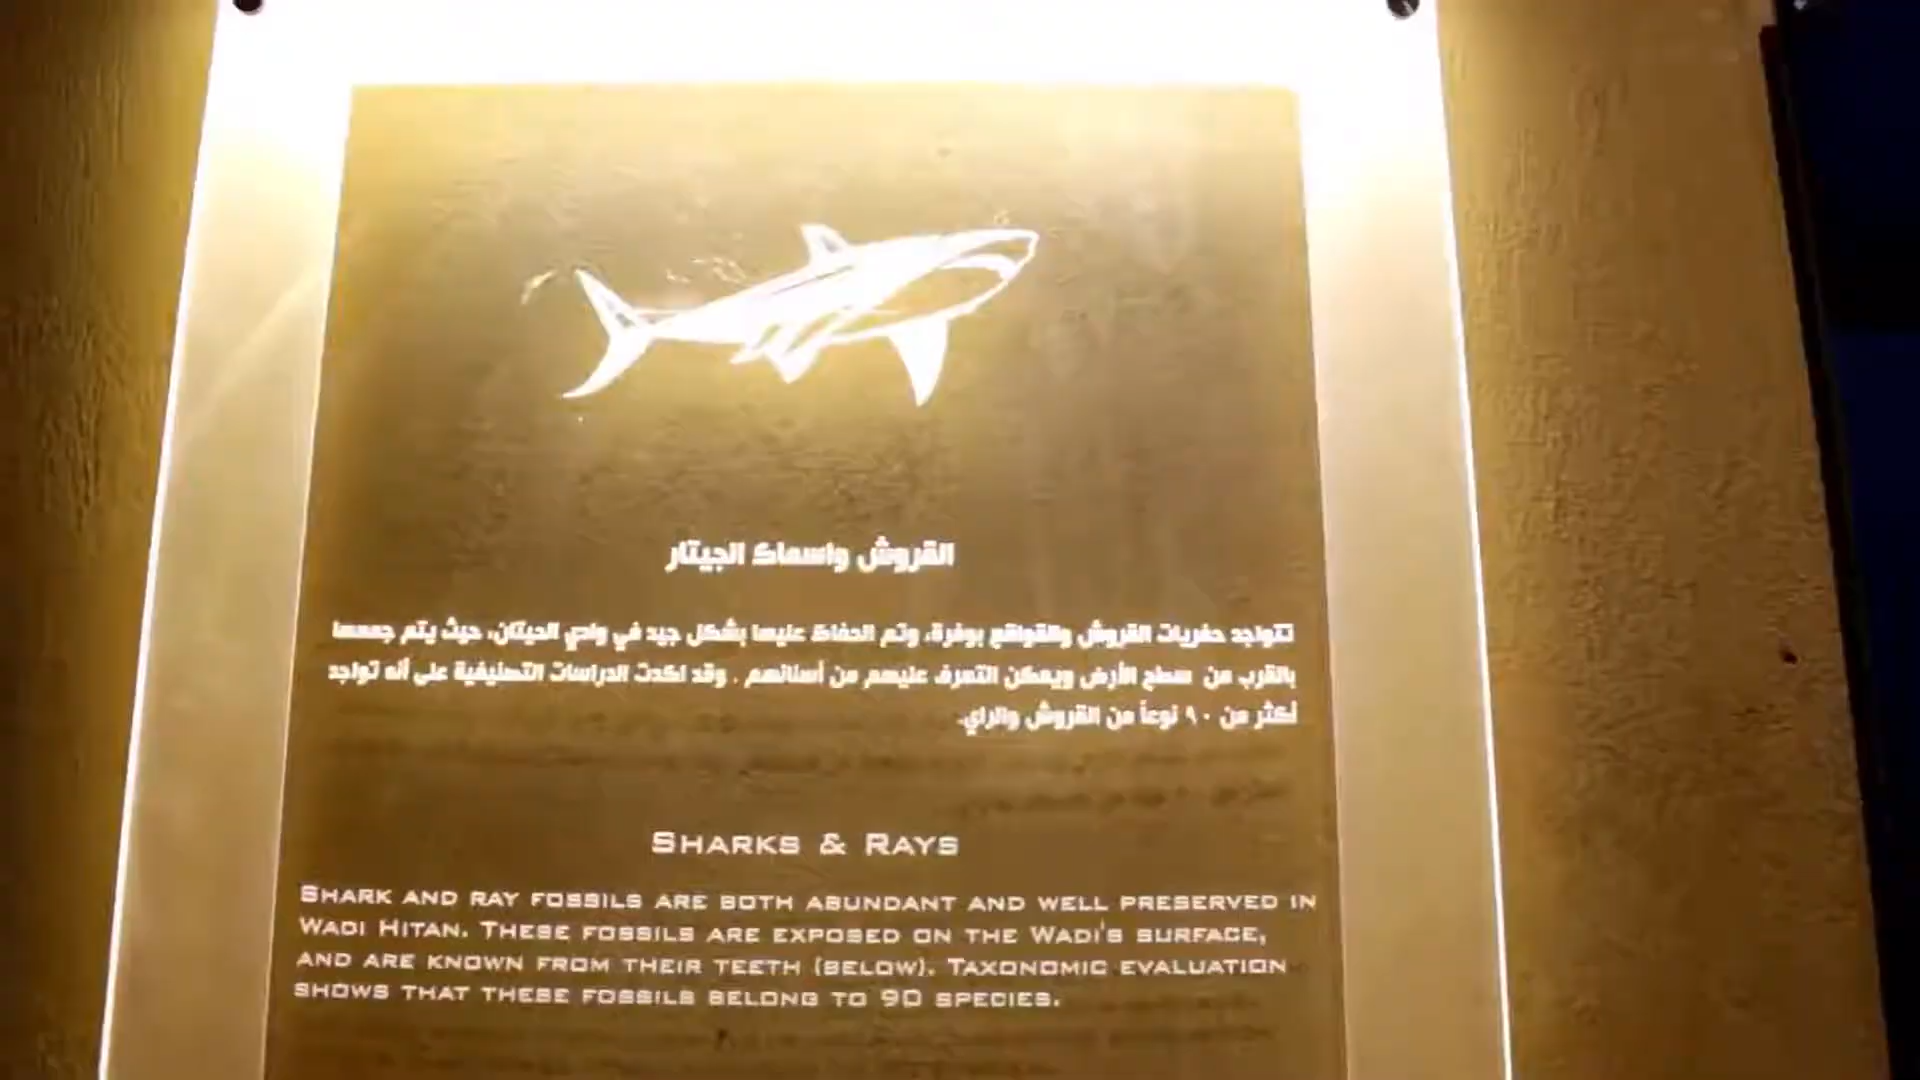 القروش واسماك الجيتار
تتواجد حفريات القروش والقواقع بوفرة، وتم الحفاظ عليها بشكل جيد في وادي الحيتان، حيث يتم جمعها
بالقرب من سطح الأرض ويمكن التعرف عليهم من أسنانهم . وقد اكدت الدراسات التصنيفية على أنه تواجد
أكثر من ٩٠ نوعاً من القروش والراي.
SHARKS & RAYS
SHARK AND RAY FOSSILS ARE BOTH ABUNDANT AND WELL PRESERVED IN
WADI HITAN. THESE FOSSILS ARE EXPOSED ON THE WADI'S SURFACE,
AND ARE KNOWN FROM THEIR TEETH (BELOW). TAXONOMIC EVALUATION
SHOWS THAT THESE FOSSILS BELONG TO 90 SPECIES.